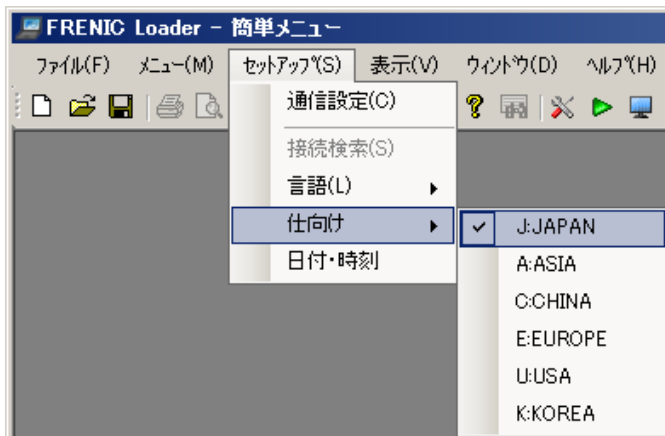 FRENIC Loader - 簡単メニュー
ﾌｧｲﾙ(F) ﾒﾆｭｰ(M) ｾｯﾄｱｯﾌﾟ(S) 表示(V) ｳｨﾝﾄﾞｳ(D) ﾍﾙﾌﾟ(H)
通信設定(C)
接続検索(S)
言語(L)
仕向け
日付・時刻
J:JAPAN
A:ASIA
C:CHINA
E:EUROPE
U:USA
K:KOREA